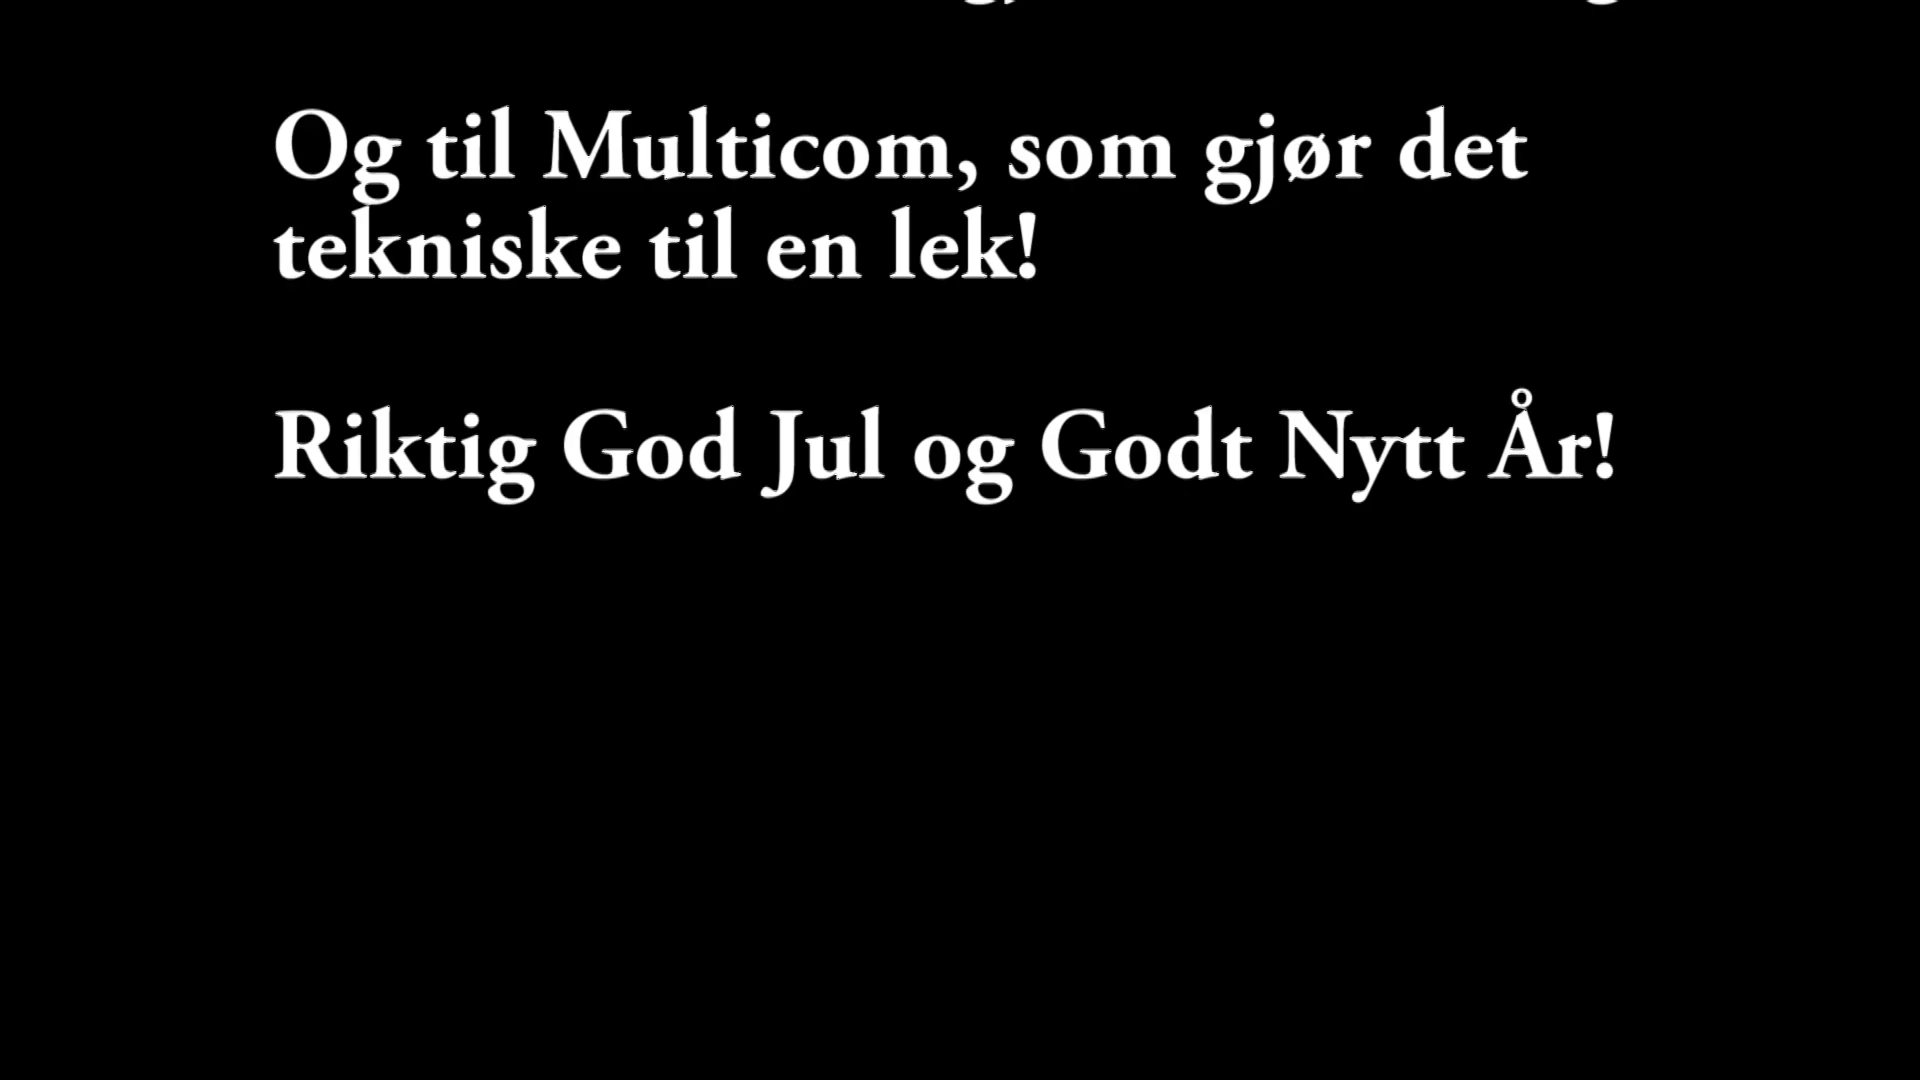 Og til Multicom, som gjør det
tekniske til en lek!
Riktig God Jul og Godt Nytt År!